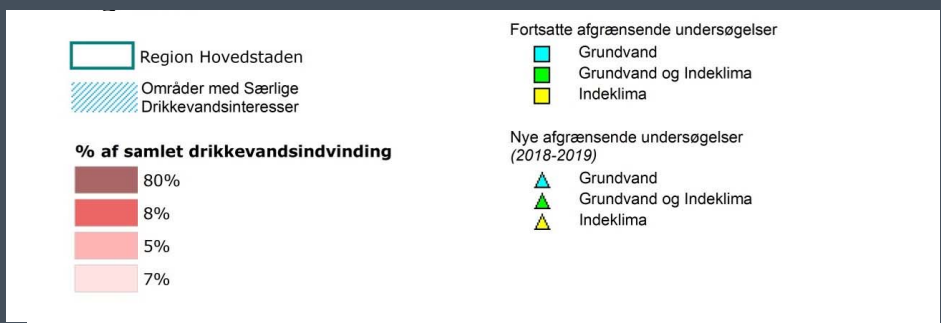 Region Hovedstaden
Områder med Særlige
Drikkevandsinteresser
% af samlet drikkevandsindvinding
80%
8%
5%
7%
Fortsatte afgrænsende undersøgelser
Grundvand
Grundvand og Indeklima
Indeklima
Nye afgrænsende undersøgelser
(2018-2019)
Grundvand
Grundvand og Indeklima
Indeklima